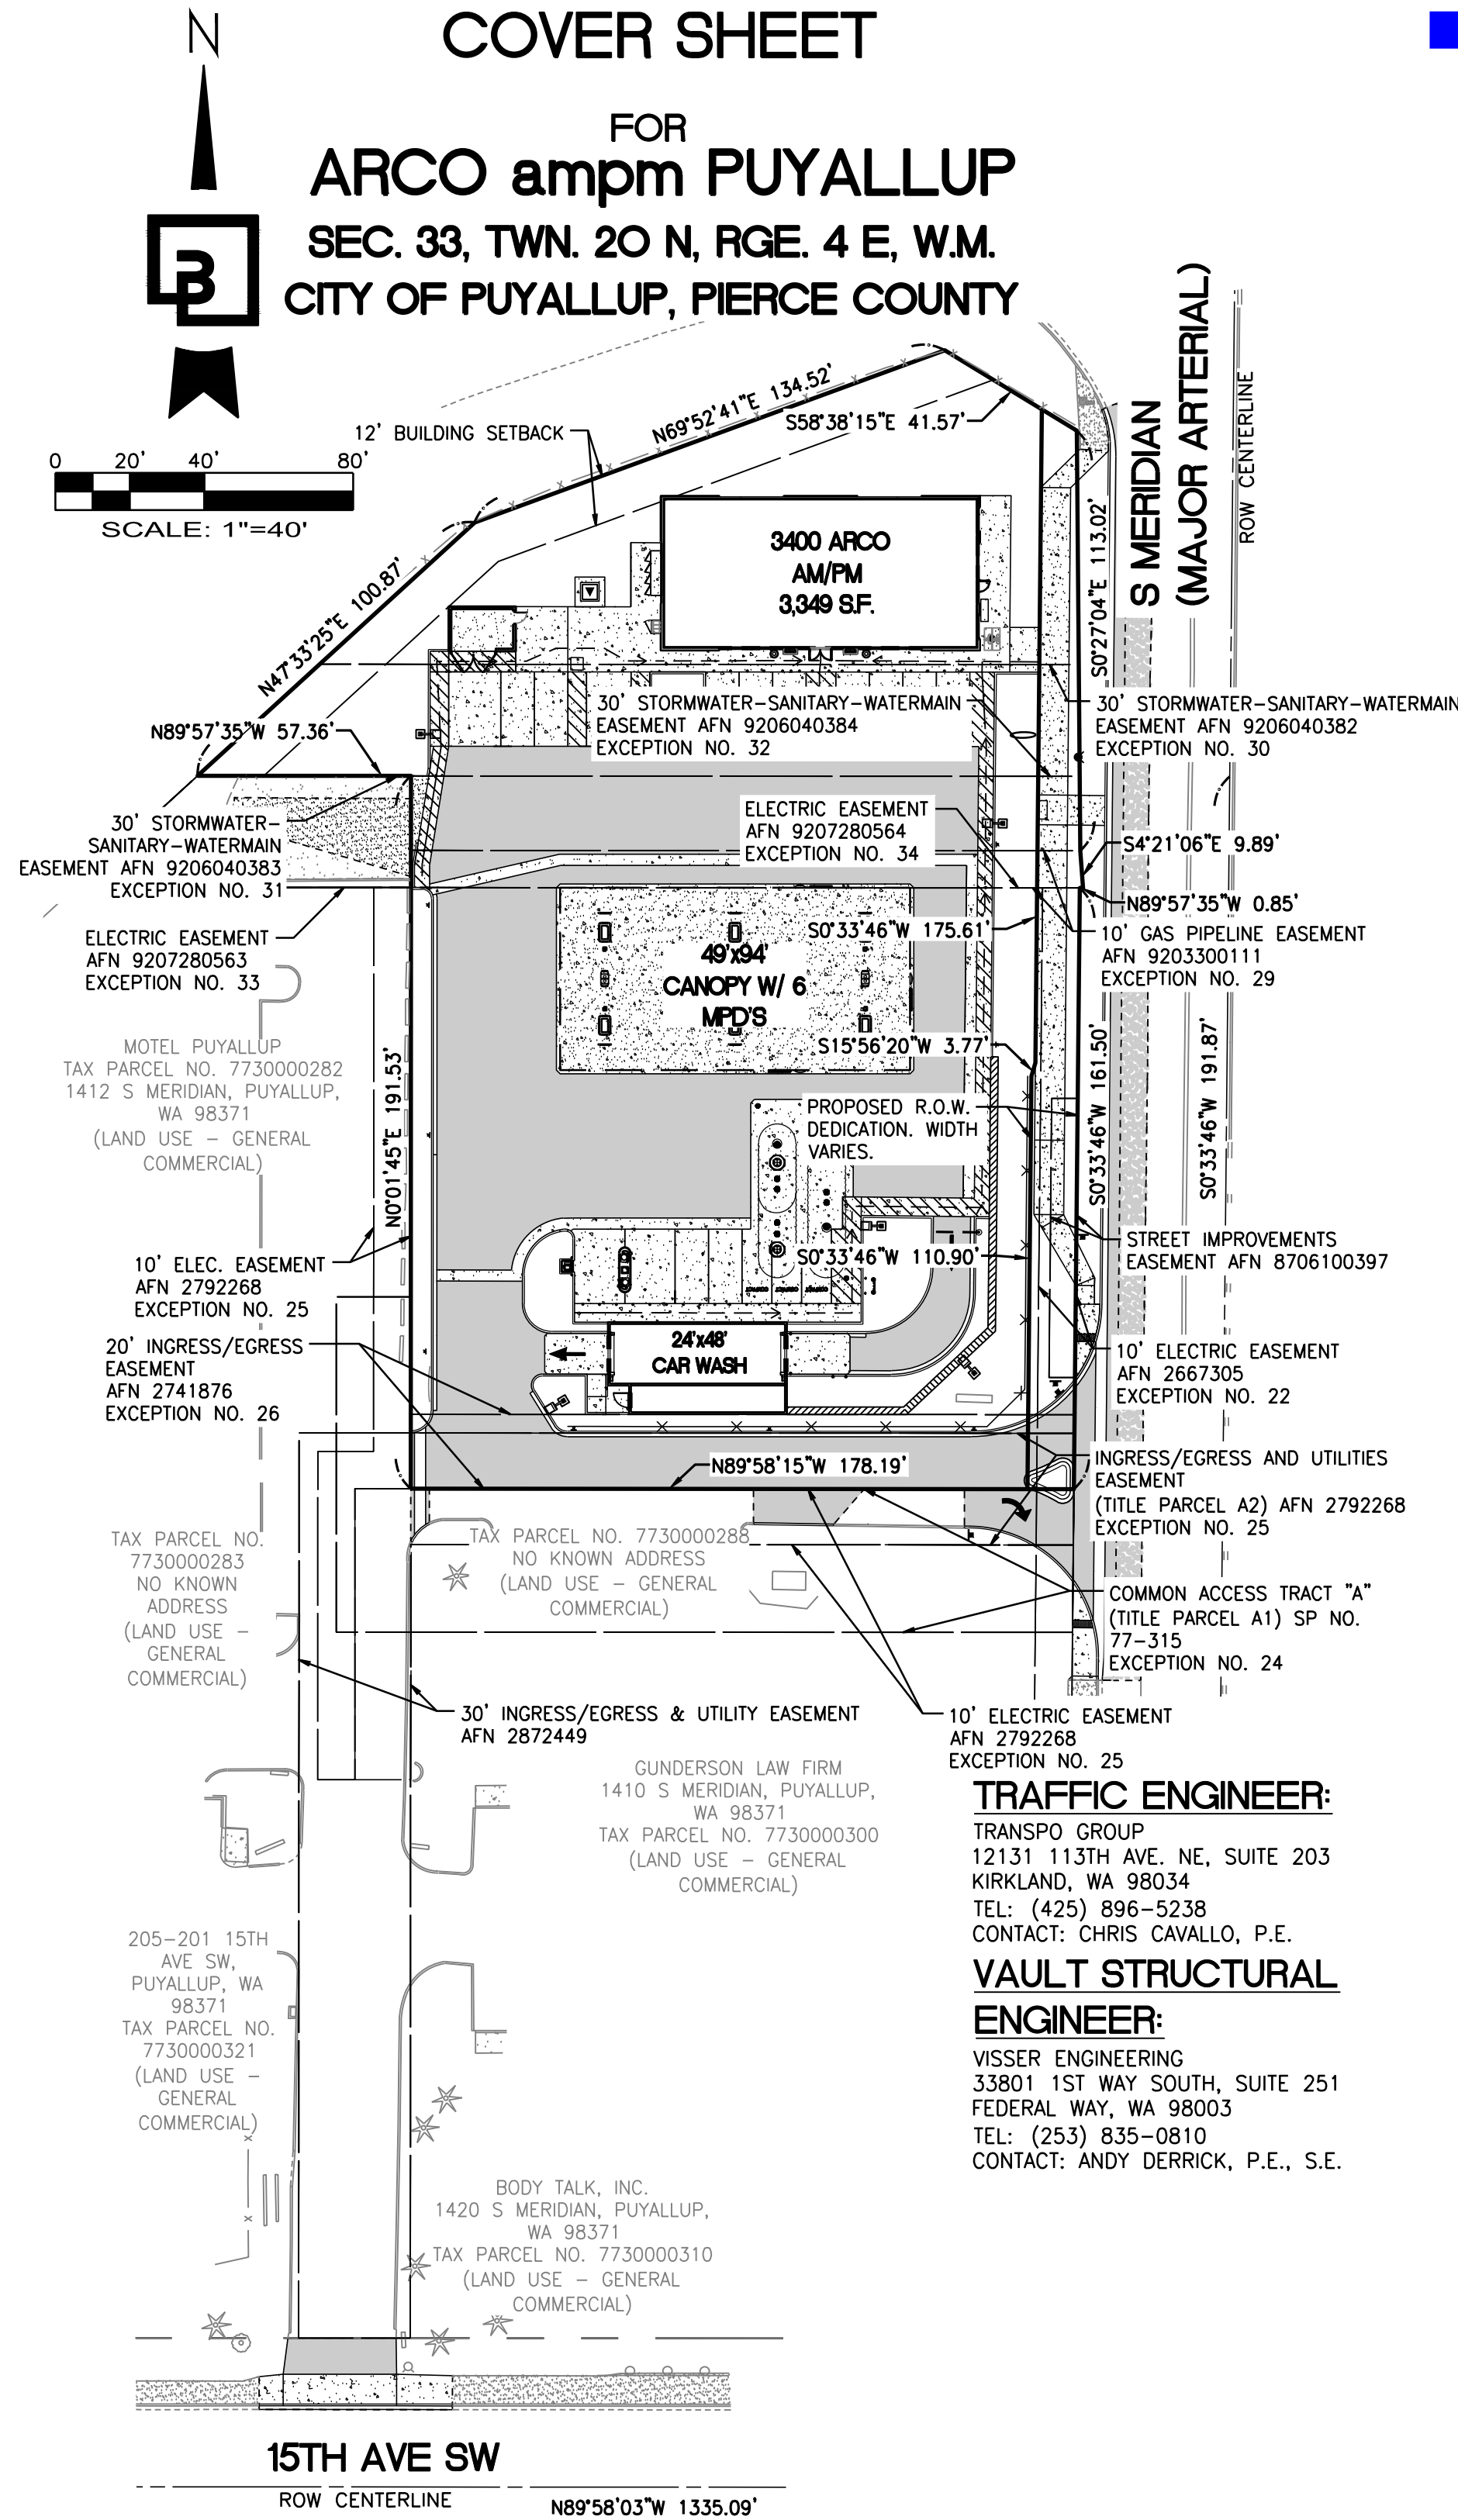 COVER SHEET
N
FOR
ARCO ampm PUYALLUP
SEC. 33, TWN. 20 N, RGE. 4 E, W.M.
CITY OF PUYALLUP, PIERCE COUNTY
B
0 20' 40' 80'
SCALE: 1"=40'
12' BUILDING SETBACK
N69°52'41"E 134.52'
S58°38'15"E 41.57'
S MERIDIAN
(MAJOR ARTERIAL)
ROW CENTERLINE
N47°33'25"E 100.87'
3400 ARCO
AM/PM
3,349 S.F.
S0°27'04"E 113.02'
N89°57'35"W 57.36'
30' STORMWATER-SANITARY-WATERMAIN
EASEMENT AFN 9206040384
EXCEPTION NO. 32
30' STORMWATER-SANITARY-WATERMAIN
EASEMENT AFN 9206040382
EXCEPTION NO. 30
30' STORMWATER-
SANITARY-WATERMAIN
EASEMENT AFN 9206040383
EXCEPTION NO. 31
ELECTRIC EASEMENT
AFN 9207280564
EXCEPTION NO. 34
S4°21'06"E 9.89'
N89°57'35"W 0.85'
ELECTRIC EASEMENT
AFN 9207280563
EXCEPTION NO. 33
S0°33'46"W 175.61'
10' GAS PIPELINE EASEMENT
AFN 9203300111
EXCEPTION NO. 29
49'x94'
CANOPY W/ 6
MPD'S
MOTEL PUYALLUP
TAX PARCEL NO. 7730000282
1412 S MERIDIAN, PUYALLUP,
WA 98371
(LAND USE - GENERAL
COMMERCIAL)
N0°01'45"E 191.53'
S15°56'20"W 3.77'
S0°33'46"W 161.50'
S0°33'46"W 191.87'
PROPOSED R.O.W.
DEDICATION. WIDTH
VARIES.
10' ELEC. EASEMENT
AFN 2792268
EXCEPTION NO. 25
S0°33'46"W 110.90'
STREET IMPROVEMENTS
EASEMENT AFN 8706100397
20' INGRESS/EGRESS
EASEMENT
AFN 2741876
EXCEPTION NO. 26
24'x48'
CAR WASH
10' ELECTRIC EASEMENT
AFN 2667305
EXCEPTION NO. 22
N89°58'15"W 178.19'
INGRESS/EGRESS AND UTILITIES
EASEMENT
(TITLE PARCEL A2) AFN 2792268
EXCEPTION NO. 25
TAX PARCEL NO.
7730000283
NO KNOWN
ADDRESS
(LAND USE -
GENERAL
COMMERCIAL)
TAX PARCEL NO. 7730000288
NO KNOWN ADDRESS
(LAND USE - GENERAL
COMMERCIAL)
COMMON ACCESS TRACT "A"
(TITLE PARCEL A1) SP NO.
77-315
EXCEPTION NO. 24
30' INGRESS/EGRESS & UTILITY EASEMENT
AFN 2872449
10' ELECTRIC EASEMENT
AFN 2792268
EXCEPTION NO. 25
GUNDERSON LAW FIRM
1410 S MERIDIAN, PUYALLUP,
WA 98371
TAX PARCEL NO. 7730000300
(LAND USE - GENERAL
COMMERCIAL)
TRAFFIC ENGINEER:
TRANSPO GROUP
12131 113TH AVE. NE, SUITE 203
KIRKLAND, WA 98034
TEL: (425) 896-5238
CONTACT: CHRIS CAVALLO, P.E.
205-201 15TH
AVE SW,
PUYALLUP, WA
98371
TAX PARCEL NO.
7730000321
(LAND USE -
GENERAL
COMMERCIAL)
VAULT STRUCTURAL
ENGINEER:
VISSER ENGINEERING
33801 1ST WAY SOUTH, SUITE 251
FEDERAL WAY, WA 98003
TEL: (253) 835-0810
CONTACT: ANDY DERRICK, P.E., S.E.
BODY TALK, INC.
1420 S MERIDIAN, PUYALLUP,
WA 98371
TAX PARCEL NO. 7730000310
(LAND USE - GENERAL
COMMERCIAL)
15TH AVE SW
ROW CENTERLINE
N89°58'03"W 1335.09'